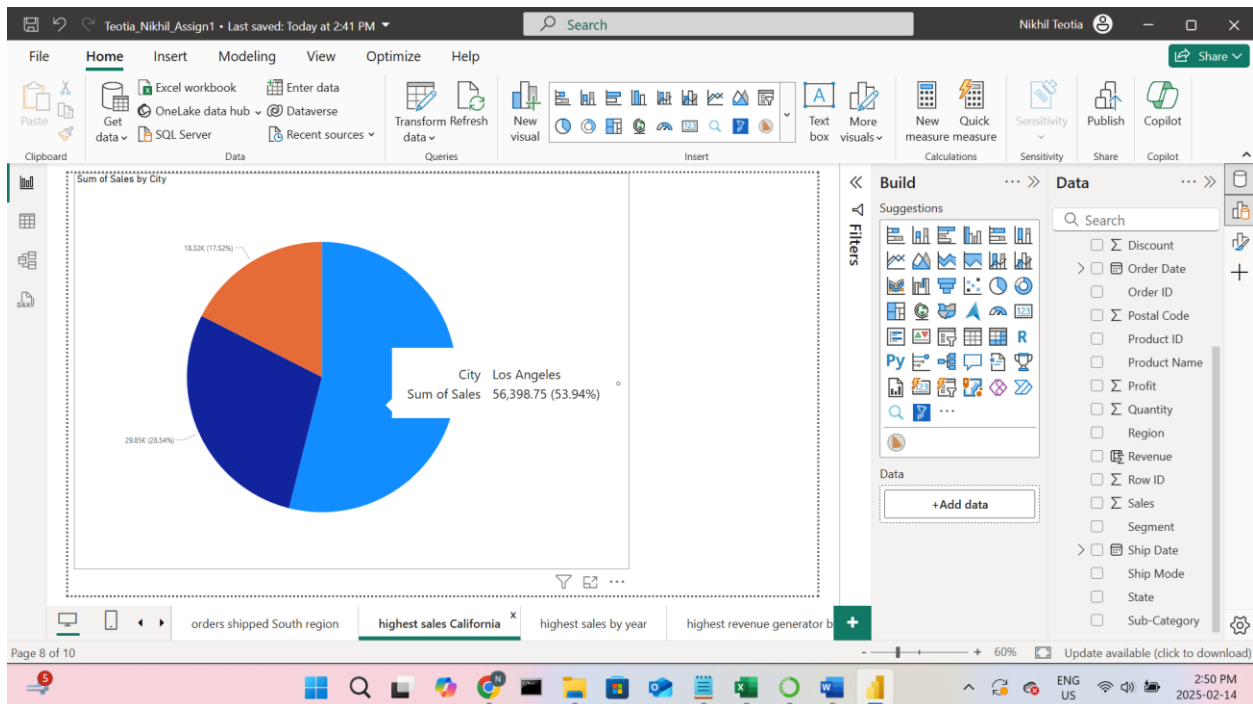 Teotia_Nikhil_Assign1 • Last saved: Today at 2:41 PM
Search
Nikhil Teotia
File Home Insert Modeling View Optimize Help
Share
Paste
Clipboard
Get data
Excel workbook
OneLake data hub
SQL Server
Enter data
Dataverse
Recent sources
Data
Transform data
Refresh
Queries
New visual
Text box
More visuals
Insert
New measure
Quick measure
Calculations
Sensitivity
Sensitivity
Publish
Share
Copilot
Copilot
Sum of Sales by City
18.32K (17.52%)
City Los Angeles
Sum of Sales 56,398.75 (53.94%)
29.85K (28.54%)
Filters
Build
Suggestions
123
R
Py
123
Data
+Add data
Data
Search
Discount
Order Date
Order ID
Postal Code
Product ID
Product Name
Profit
Quantity
Region
Revenue
Row ID
Sales
Segment
Ship Date
Ship Mode
State
Sub-Category
DAX
orders shipped South region
highest sales California x
highest sales by year
highest revenue generator b
Page 8 of 10
- + 60%
Update available (click to download)
5
N
ENG
US
2:50 PM
2025-02-14